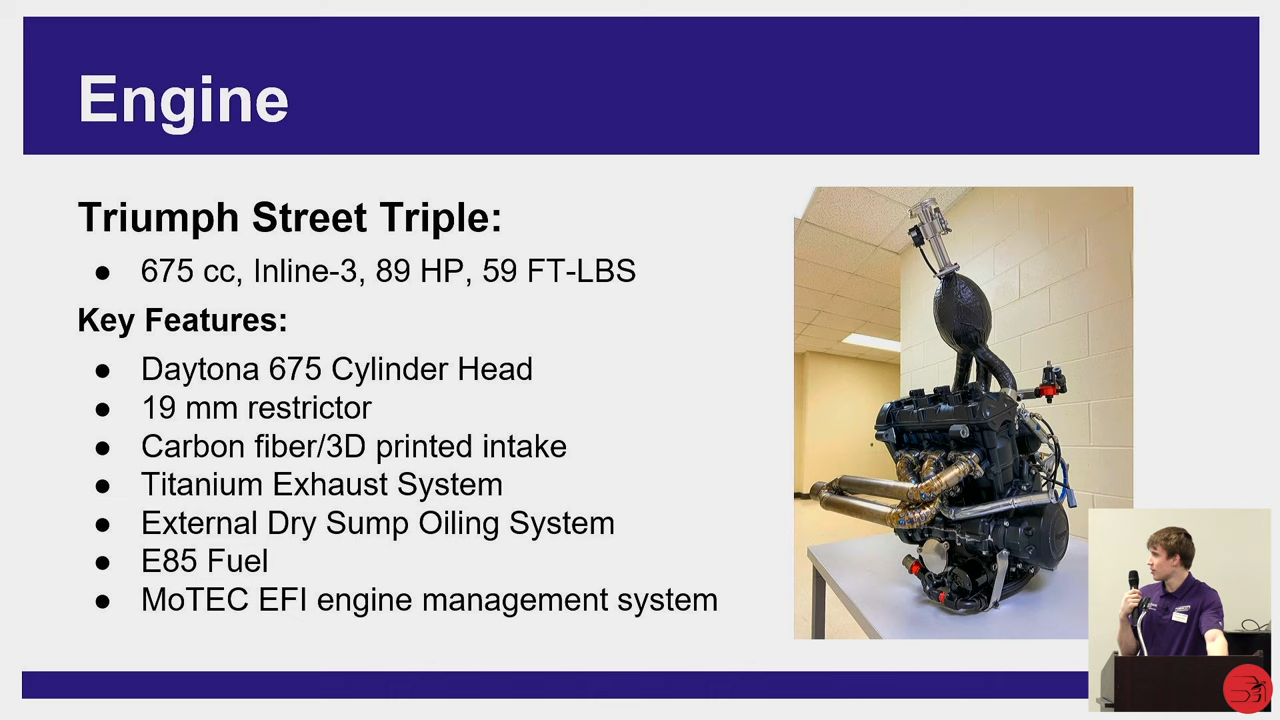 Engine
Triumph Street Triple:
● 675 cc, Inline-3, 89 HP, 59 FT-LBS
Key Features:
● Daytona 675 Cylinder Head
● 19 mm restrictor
● Carbon fiber/3D printed intake
● Titanium Exhaust System
● External Dry Sump Oiling System
● E85 Fuel
● MoTEC EFI engine management system